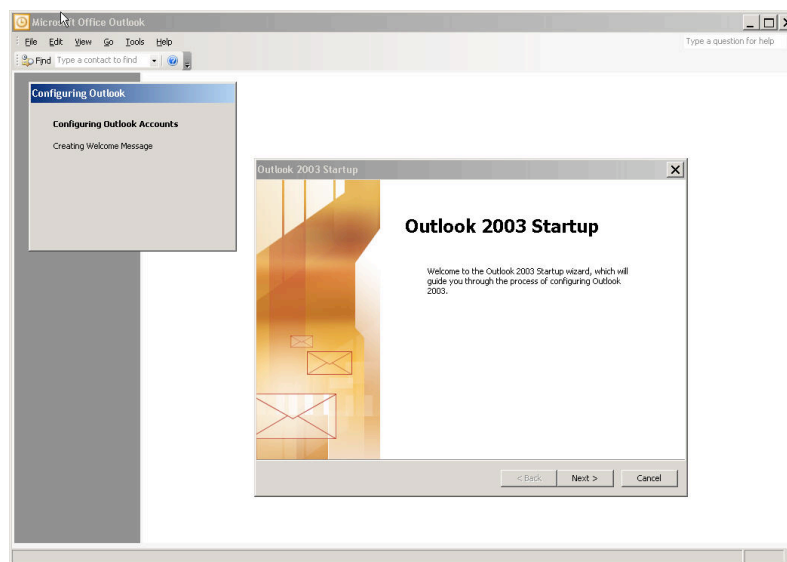 Microsoft Office Outlook
File Edit View Go Tools Help
Type a question for help
Find Type a contact to find
Configuring Outlook
Configuring Outlook Accounts
Creating Welcome Message
Outlook 2003 Startup
Outlook 2003 Startup
Welcome to the Outlook 2003 Startup wizard, which will
guide you through the process of configuring Outlook
2003.
< Back Next > Cancel